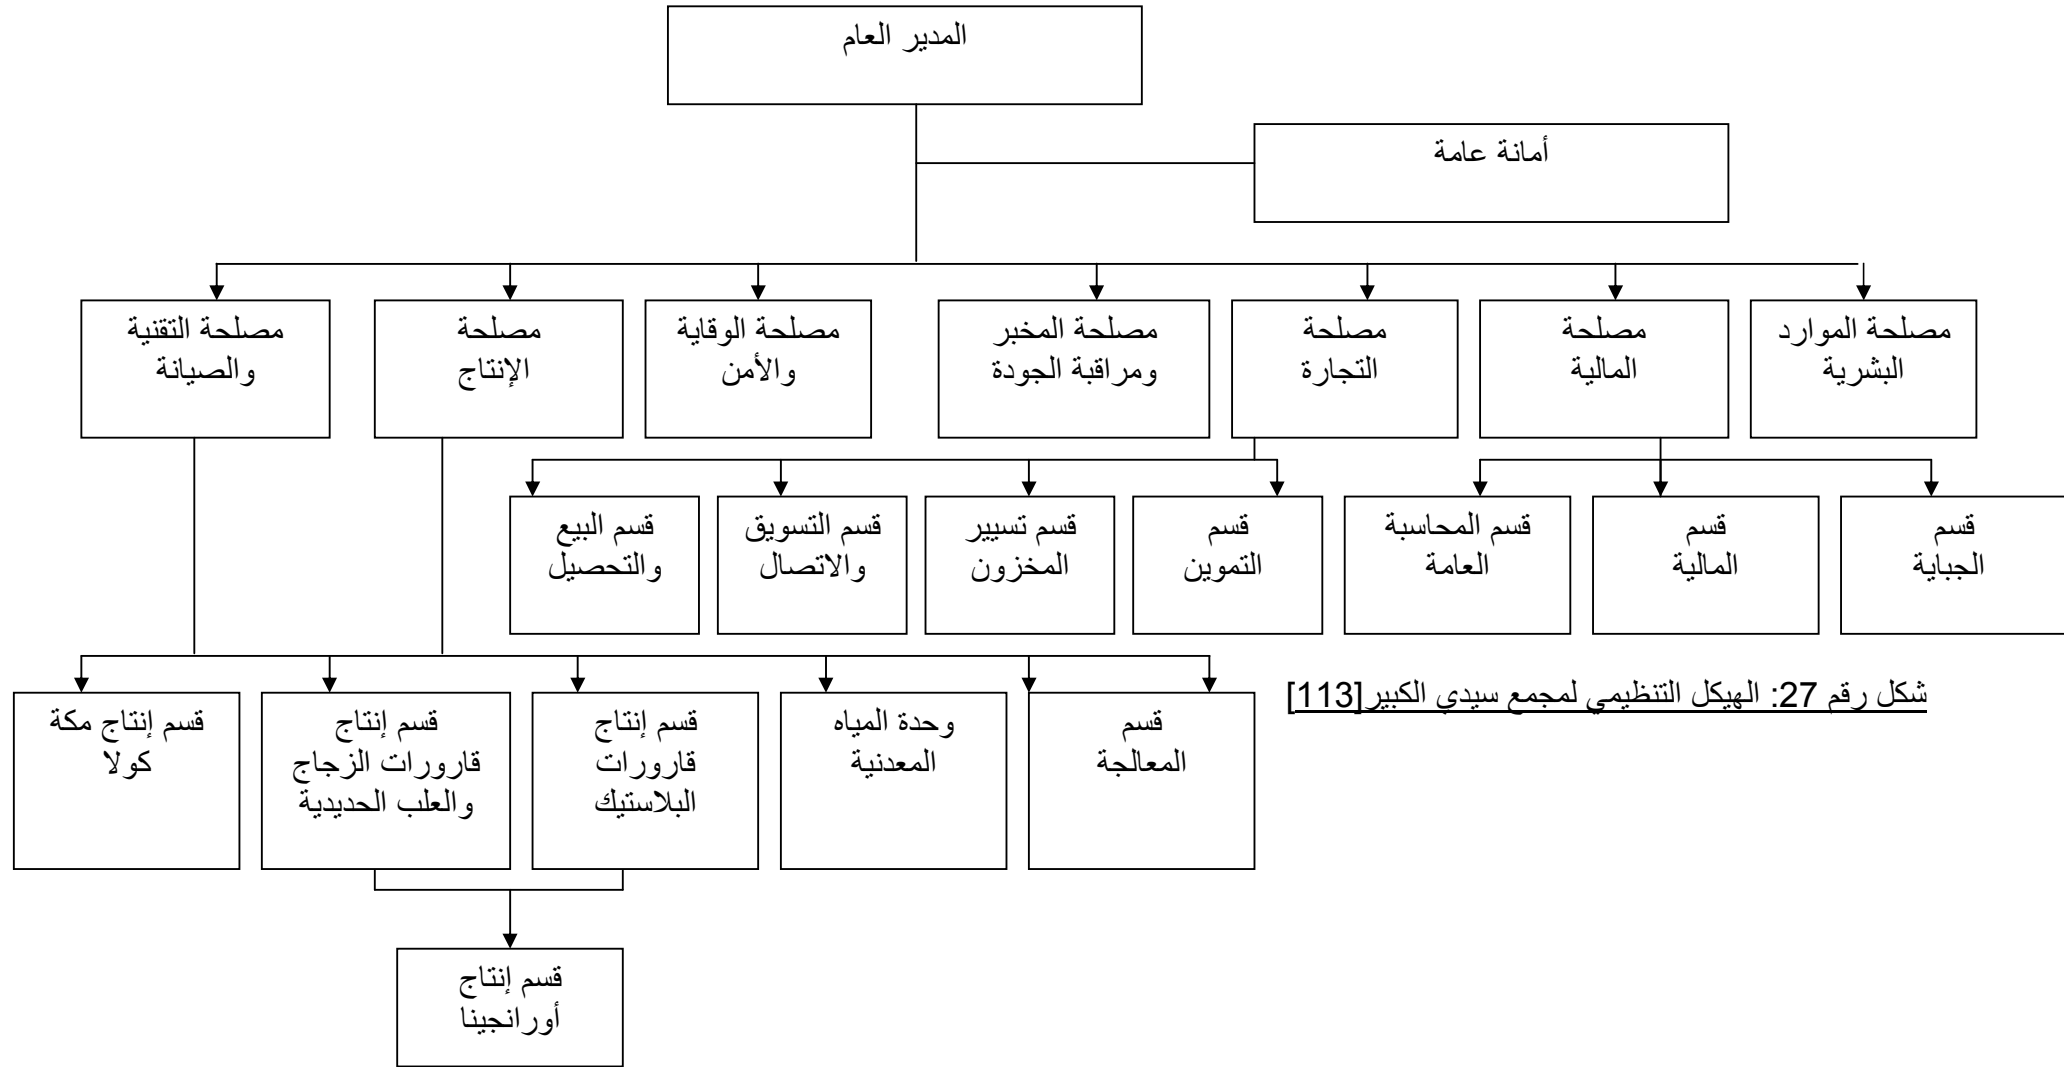 المدير العام
أمانة عامة
مصلحة الموارد
البشرية
مصلحة
المالية
مصلحة
التجارة
مصلحة المخبر
ومراقبة الجودة
مصلحة الوقاية
والأمن
مصلحة
الإنتاج
مصلحة التقنية
والصيانة
قسم
الجباية
قسم
المالية
قسم المحاسبة
العامة
قسم
التموين
قسم تسيير
المخزون
قسم التسويق
والاتصال
قسم البيع
والتحصيل
شكل رقم 27: الهيكل التنظيمي لمجمع سيدي الكبير[113]
قسم
المعالجة
وحدة المياه
المعدنية
قسم إنتاج
قارورات
البلاستيك
قسم إنتاج
قارورات الزجاج
والعلب الحديدية
قسم إنتاج مكة
كولا
قسم إنتاج
أورانجينا